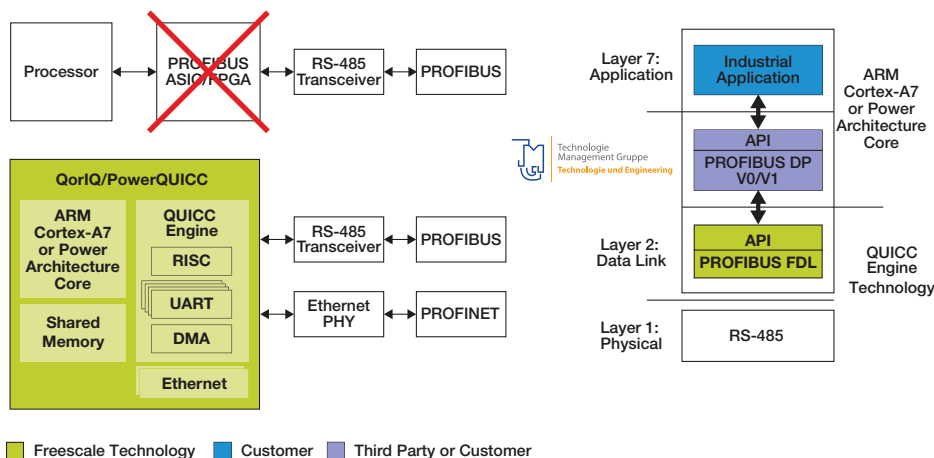 Processor
PROFIBUS
ASIC/FPGA
RS-485
Transceiver
PROFIBUS
QorIQ/PowerQUICC
ARM
Cortex-A7
or Power
Architecture
Core
Shared
Memory
QUICC
Engine
RISC
UART
DMA
Ethernet
RS-485
Transceiver
PROFIBUS
Ethernet
PHY
PROFINET
TMG
Technologie
Management Gruppe
Technologie und Engineering
Layer 7:
Application
Industrial
Application
API
PROFIBUS DP
V0/V1
ARM
Cortex-A7
or Power
Architecture
Core
Layer 2:
Data Link
API
PROFIBUS FDL
QUICC
Engine
Technology
Layer 1:
Physical
RS-485
Freescale Technology
Customer
Third Party or Customer